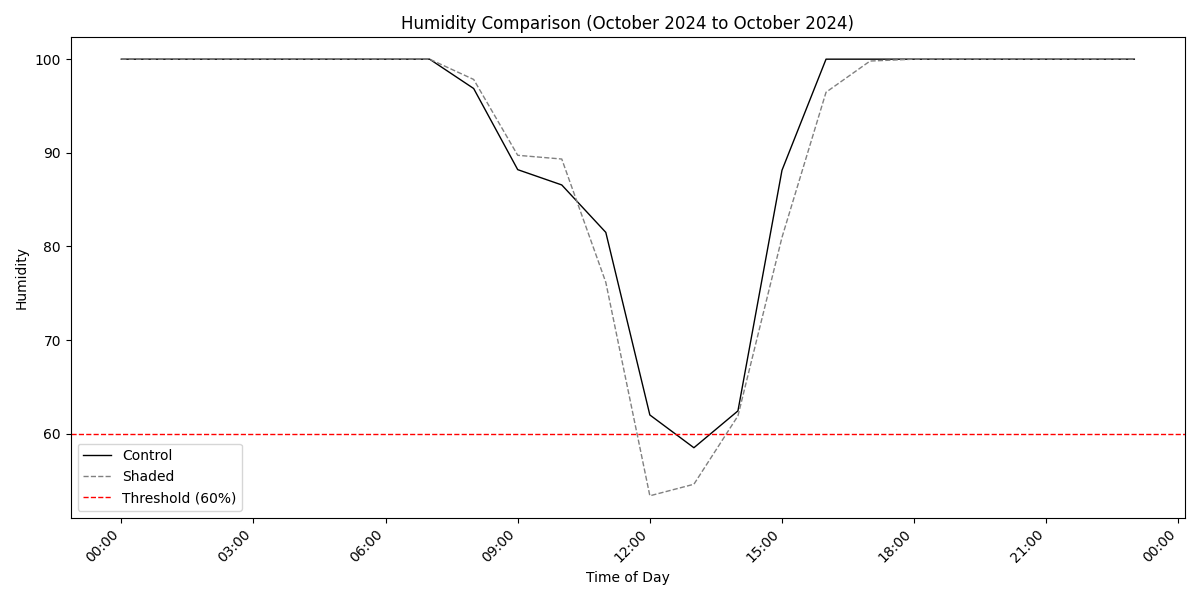 Humidity Comparison (October 2024 to October 2024)
100
90
80
70
60
Humidity
Control
Shaded
Threshold (60%)
00:00
03:00
06:00
09:00
12:00
15:00
18:00
21:00
00:00
Time of Day